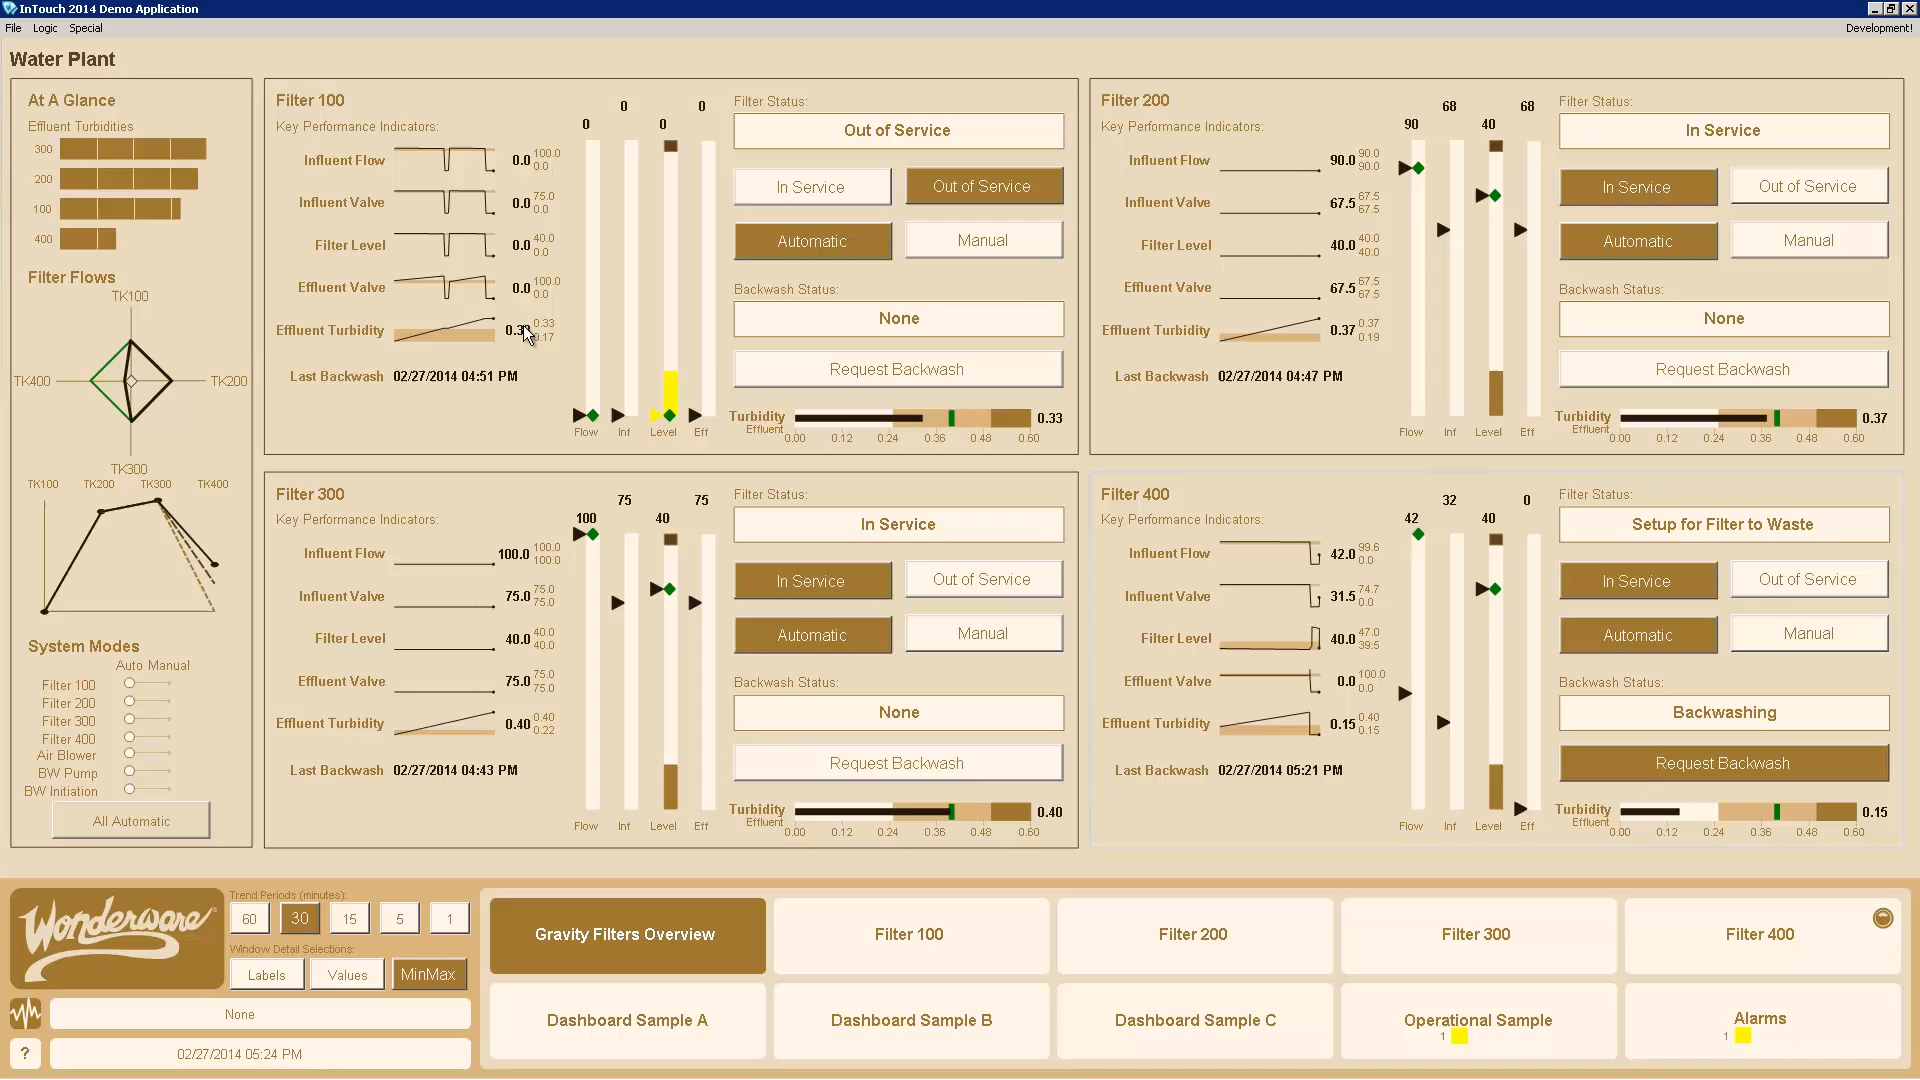 InTouch 2014 Demo Application
File Logic Special Development!
Water Plant
At A Glance
Effluent Turbidities
300
200
100
400
Filter Flows
TK100
TK400 TK200
TK300
TK100 TK200 TK300 TK400
System Modes
Auto Manual
Filter 100
Filter 200
Filter 300
Filter 400
Air Blower
BW Pump
BW Initiation
All Automatic
Filter 100
Key Performance Indicators:
Influent Flow 0.0 100.0 0.0
Influent Valve 0.0 75.0 0.0
Filter Level 0.0 40.0 0.0
Effluent Valve 0.0 100.0 0.0
Effluent Turbidity 0.33 0.33 0.17
Last Backwash 02/27/2014 04:51 PM
0 0
0 0
Flow Inf Level Eff
Filter Status:
Out of Service
In Service Out of Service
Automatic Manual
Backwash Status:
None
Request Backwash
Turbidity 0.33
Effluent
0.00 0.12 0.24 0.36 0.48 0.60
Filter 200
Key Performance Indicators:
Influent Flow 90.0 90.0 90.0
Influent Valve 67.5 67.5 67.5
Filter Level 40.0 40.0 40.0
Effluent Valve 67.5 67.5 67.5
Effluent Turbidity 0.37 0.37 0.19
Last Backwash 02/27/2014 04:47 PM
68 68
90 40
Flow Inf Level Eff
Filter Status:
In Service
In Service Out of Service
Automatic Manual
Backwash Status:
None
Request Backwash
Turbidity 0.37
Effluent
0.00 0.12 0.24 0.36 0.48 0.60
Filter 300
Key Performance Indicators:
Influent Flow 100.0 100.0 100.0
Influent Valve 75.0 75.0 75.0
Filter Level 40.0 40.0 40.0
Effluent Valve 75.0 75.0 75.0
Effluent Turbidity 0.40 0.40 0.22
Last Backwash 02/27/2014 04:43 PM
75 75
100 40
Flow Inf Level Eff
Filter Status:
In Service
In Service Out of Service
Automatic Manual
Backwash Status:
None
Request Backwash
Turbidity 0.40
Effluent
0.00 0.12 0.24 0.36 0.48 0.60
Filter 400
Key Performance Indicators:
Influent Flow 42.0 99.6 0.0
Influent Valve 31.5 74.7 0.0
Filter Level 40.0 47.0 39.5
Effluent Valve 0.0 100.0 0.0
Effluent Turbidity 0.15 0.40 0.15
Last Backwash 02/27/2014 05:21 PM
32 0
42 40
Flow Inf Level Eff
Filter Status:
Setup for Filter to Waste
In Service Out of Service
Automatic Manual
Backwash Status:
Backwashing
Request Backwash
Turbidity 0.15
Effluent
0.00 0.12 0.24 0.36 0.48 0.60
Wonderware
Trend Periods (minutes):
60 30 15 5 1
Window Detail Selections:
Labels Values MinMax
None
? 02/27/2014 05:24 PM
Gravity Filters Overview Filter 100 Filter 200 Filter 300 Filter 400
Dashboard Sample A Dashboard Sample B Dashboard Sample C Operational Sample Alarms
1 1